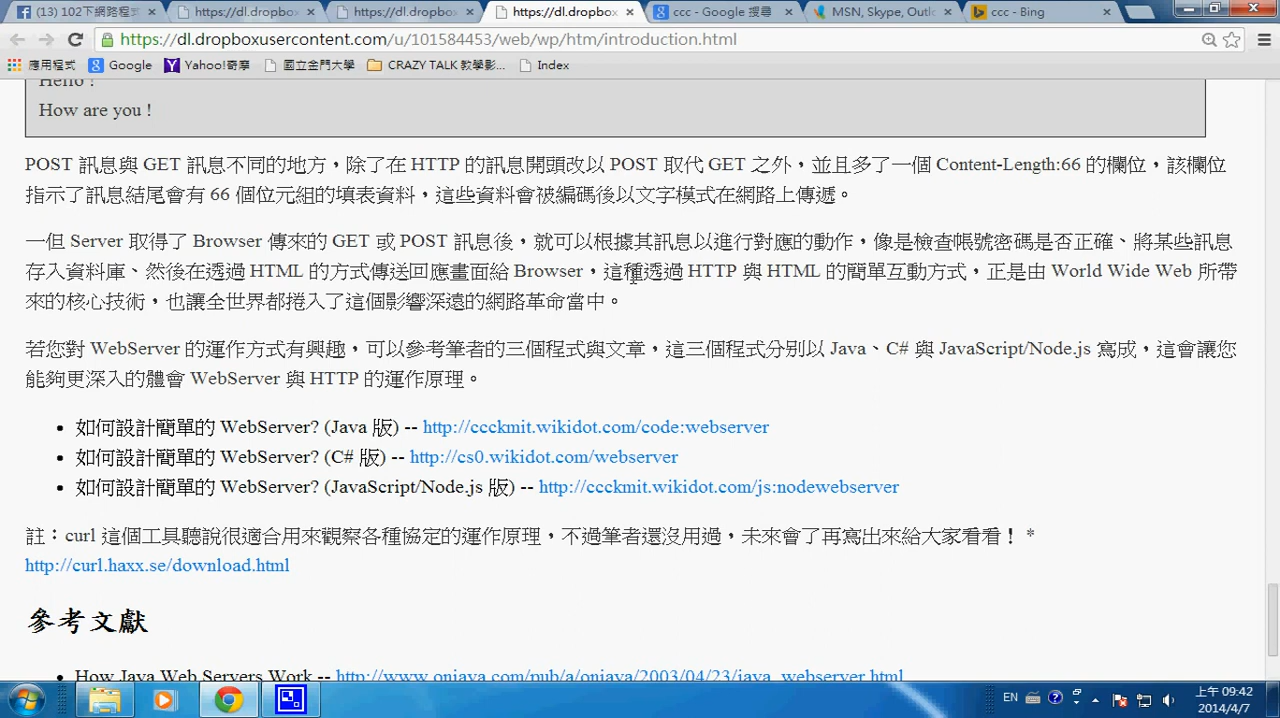 (13) 102下網路程式
https://dl.dropbox
https://dl.dropbox
https://dl.dropbox
ccc - Google 搜尋
MSN, Skype, Outl
ccc - Bing
https://dl.dropboxusercontent.com/u/101584453/web/wp/htm/introduction.html
應用程式 Google Yahoo!奇摩 國立金門大學 CRAZY TALK 教學影... Index
Hello !
How are you !
POST 訊息與 GET 訊息不同的地方，除了在 HTTP 的訊息開頭改以 POST 取代 GET 之外，並且多了一個 Content-Length:66 的欄位，該欄位
指示了訊息結尾會有 66 個位元組的填表資料，這些資料會被編碼後以文字模式在網路上傳遞。
一但 Server 取得了 Browser 傳來的 GET 或 POST 訊息後，就可以根據其訊息以進行對應的動作，像是檢查帳號密碼是否正確、將某些訊息
存入資料庫、然後在透過 HTML 的方式傳送回應畫面給 Browser，這種透過 HTTP 與 HTML 的簡單互動方式，正是由 World Wide Web 所帶
來的核心技術，也讓全世界都捲入了這個影響深遠的網路革命當中。
若您對 WebServer 的運作方式有興趣，可以參考筆者的三個程式與文章，這三個程式分別以 Java、C# 與 JavaScript/Node.js 寫成，這會讓您
能夠更深入的體會 WebServer 與 HTTP 的運作原理。
• 如何設計簡單的 WebServer? (Java 版) -- http://ccckmit.wikidot.com/code:webserver
• 如何設計簡單的 WebServer? (C# 版) -- http://cs0.wikidot.com/webserver
• 如何設計簡單的 WebServer? (JavaScript/Node.js 版) -- http://ccckmit.wikidot.com/js:nodewebserver
註：curl 這個工具聽說很適合用來觀察各種協定的運作原理，不過筆者還沒用過，未來會了再寫出來給大家看看！ *
http://curl.haxx.se/download.html
參考文獻
• How Java Web Servers Work -- http://www.onjava.com/pub/a/onjava/2003/04/23/java_webserver.html
EN
上午 09:42
2014/4/7